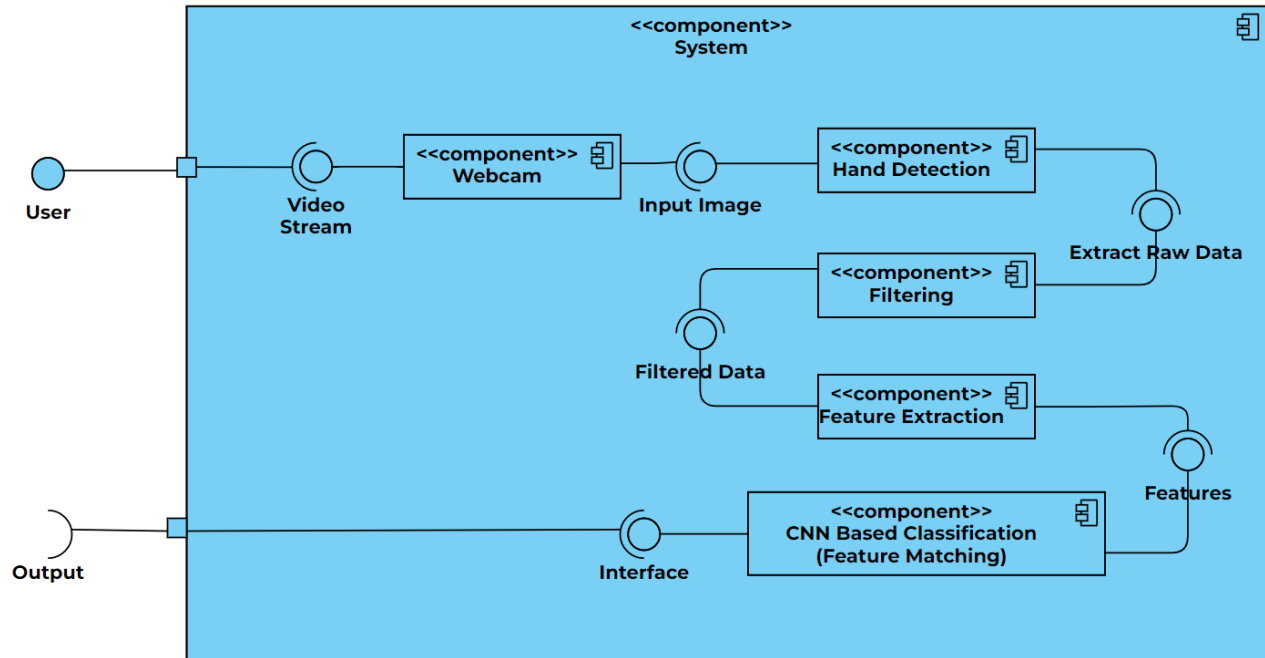 <<component>>
System
<<component>>
Webcam
<<component>>
Hand Detection
User
Video
Stream
Input Image
Extract Raw Data
<<component>>
Filtering
Filtered Data
<<component>>
Feature Extraction
Features
<<component>>
CNN Based Classification
(Feature Matching)
Output
Interface